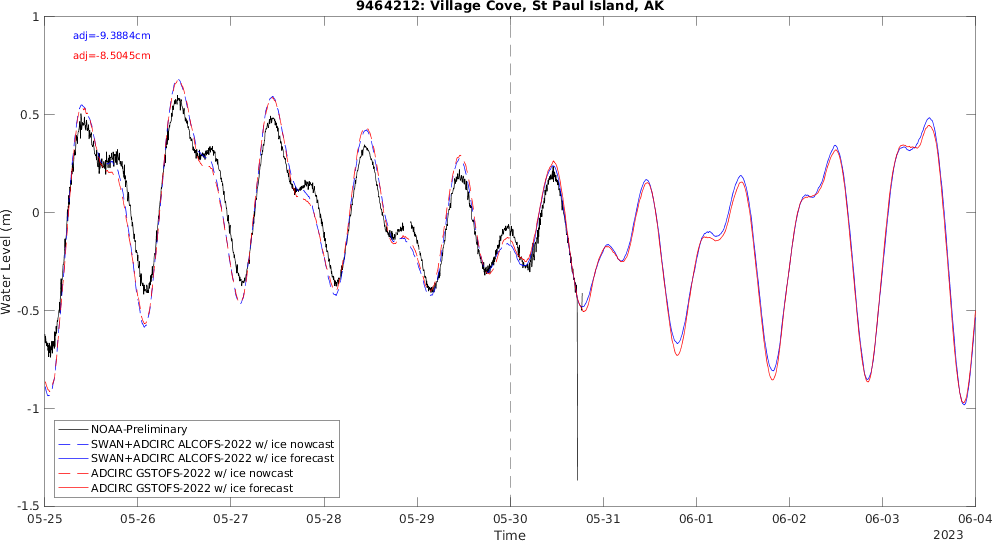 9464212: Village Cove, St Paul Island, AK
adj=-9.3884cm
adj=-8.5045cm
Water Level (m)
1
0.5
0
-0.5
-1
-1.5
NOAA-Preliminary
SWAN+ADCIRC ALCOFS-2022 w/ ice nowcast
SWAN+ADCIRC ALCOFS-2022 w/ ice forecast
ADCIRC GSTOFS-2022 w/ ice nowcast
ADCIRC GSTOFS-2022 w/ ice forecast
05-25 05-26 05-27 05-28 05-29 05-30 05-31 06-01 06-02 06-03 06-04
Time
2023